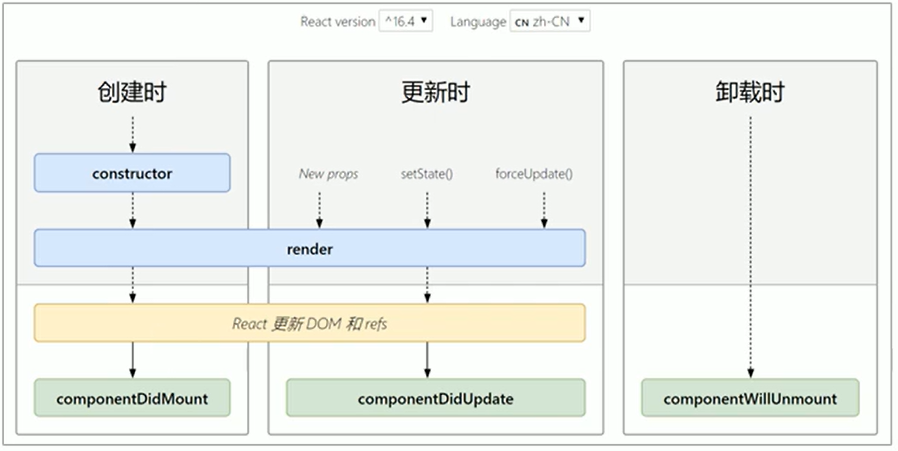 React version ^16.4 Language CN zh-CN
创建时
更新时
卸载时
constructor
New props
setState()
forceUpdate()
render
React 更新 DOM 和 refs
componentDidMount
componentDidUpdate
componentWillUnmount